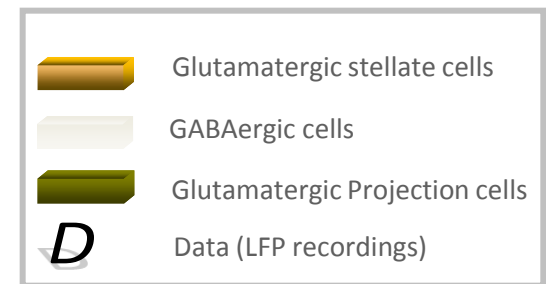 Glutamatergic stellate cells
GABAergic cells
Glutamatergic Projection cells
D Data (LFP recordings)